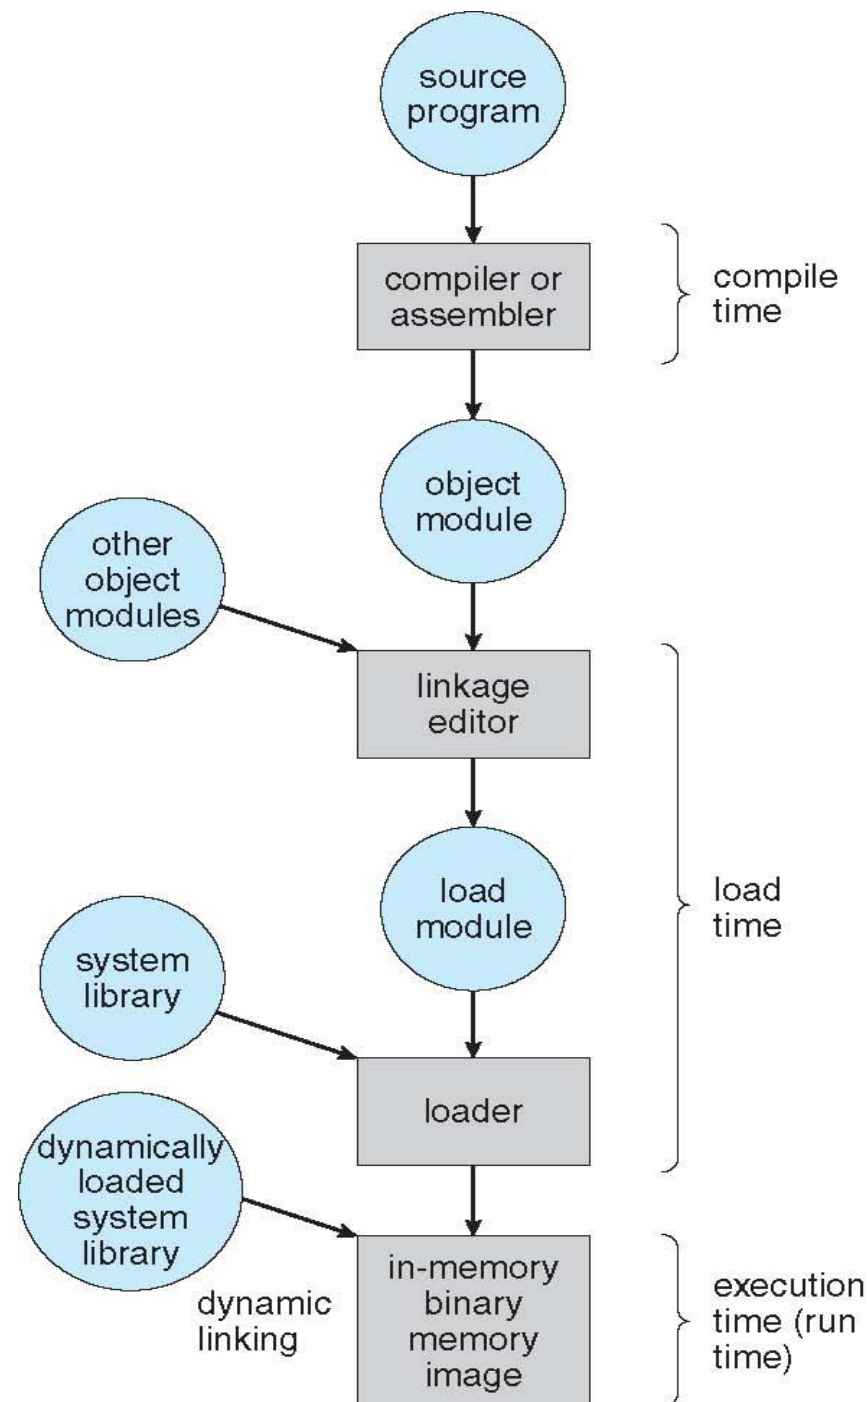 source
program
compiler or
assembler
compile
time
object
module
other
object
modules
linkage
editor
load
module
load
time
system
library
loader
dynamically
loaded
system
library
dynamic
linking
in-memory
binary
memory
image
execution
time (run
time)